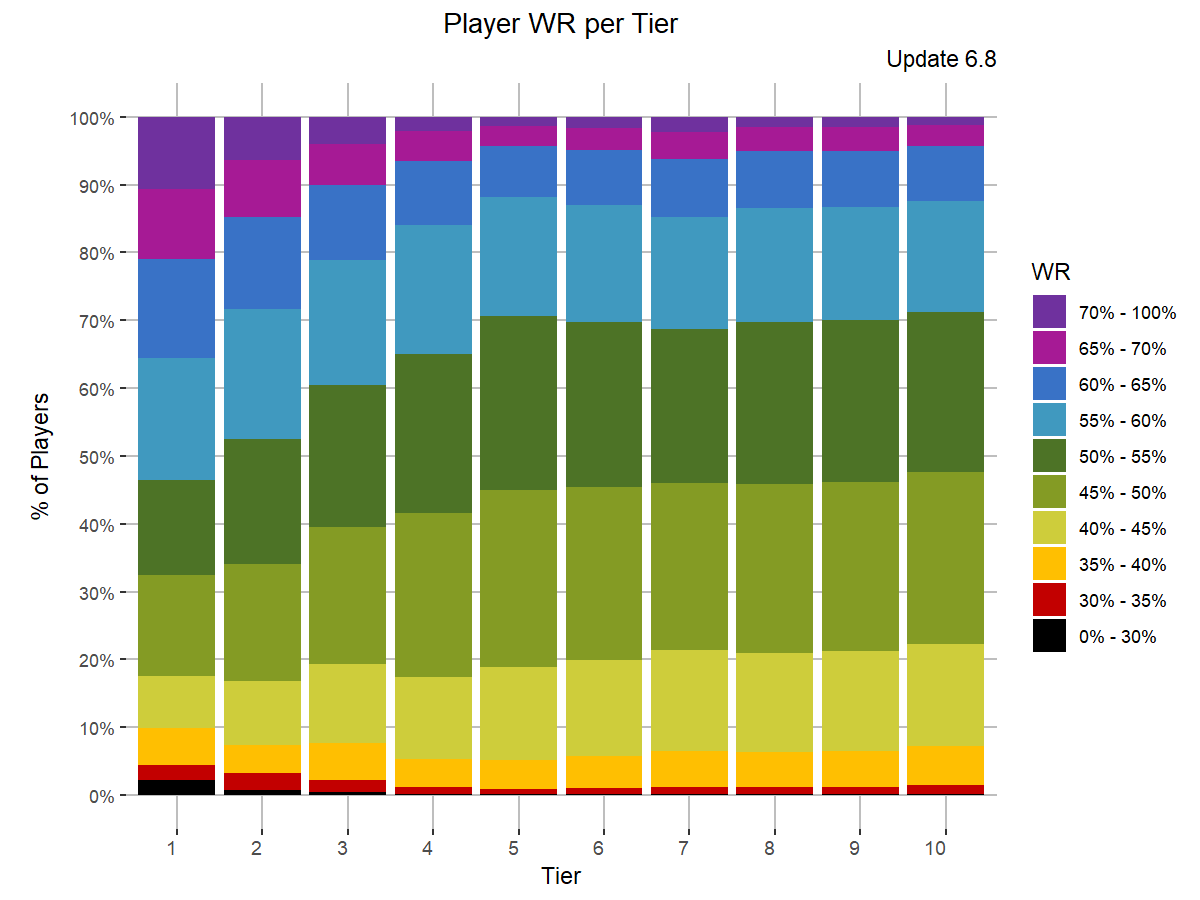 Player WR per Tier
Update 6.8
% of Players
100%
90%
80%
70%
60%
50%
40%
30%
20%
10%
0%
1 2 3 4 5 6 7 8 9 10
Tier
WR
70% - 100%
65% - 70%
60% - 65%
55% - 60%
50% - 55%
45% - 50%
40% - 45%
35% - 40%
30% - 35%
0% - 30%